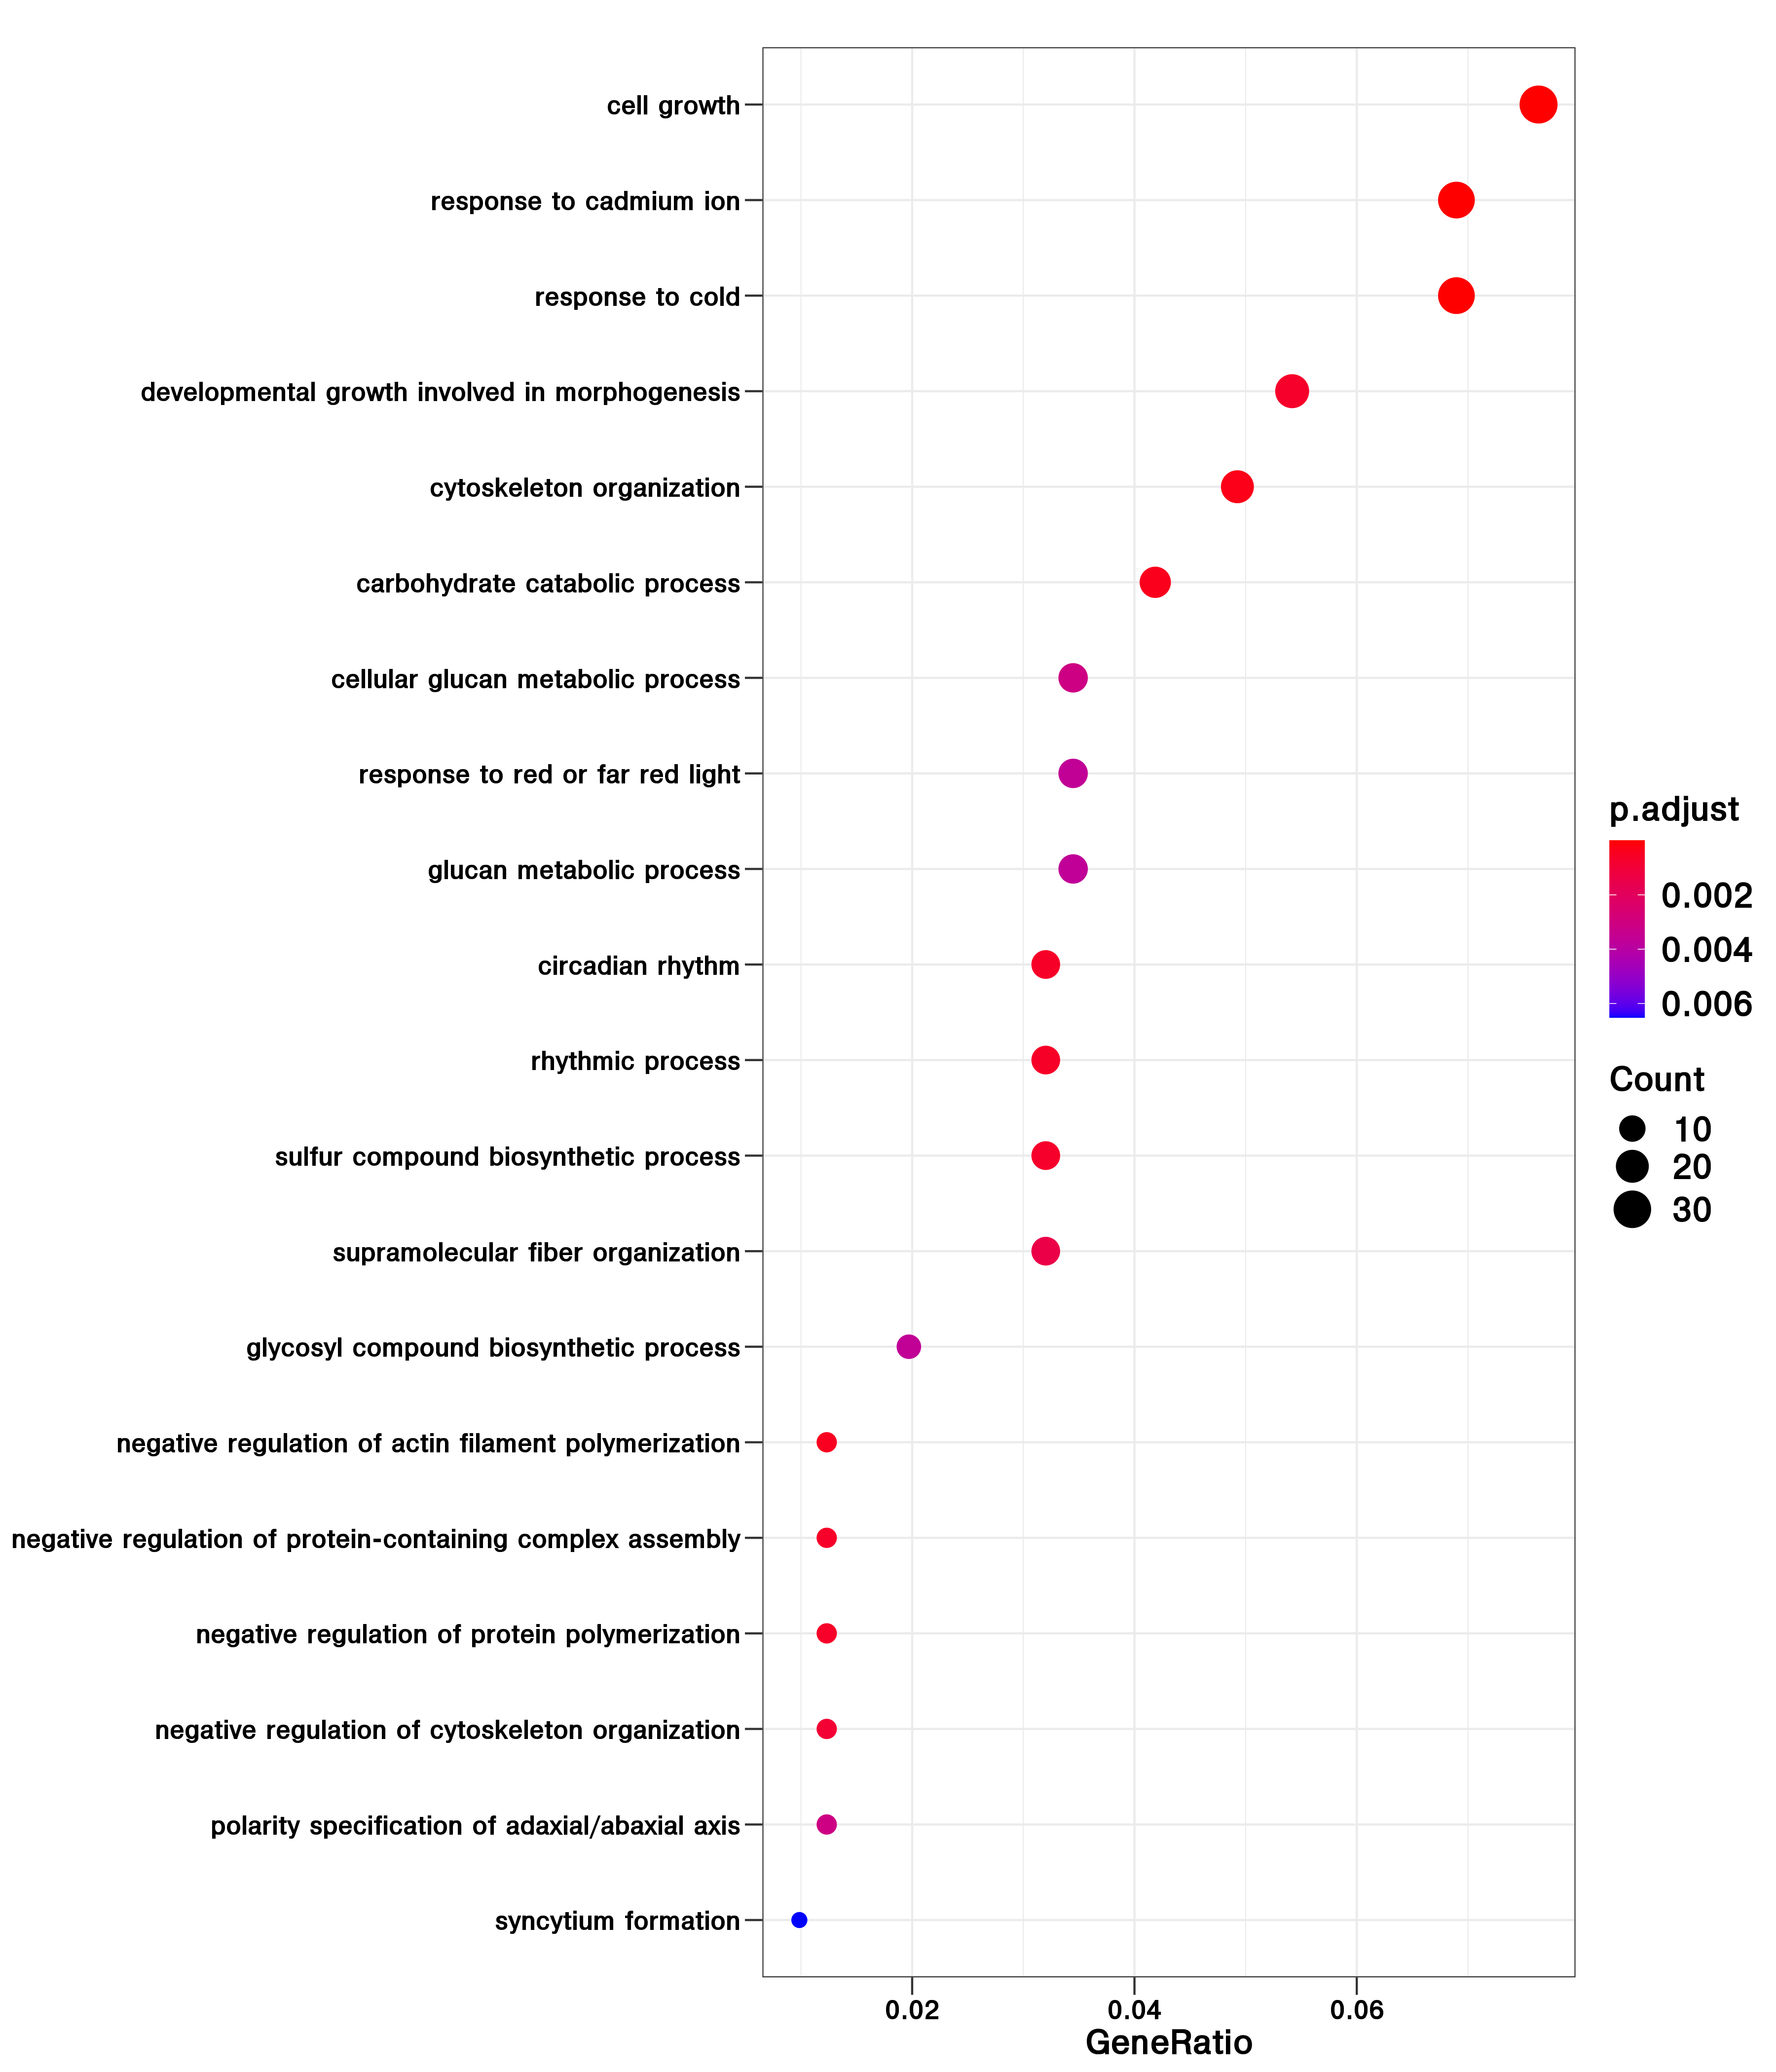 cell growth
response to cadmium ion
response to cold
developmental growth involved in morphogenesis
cytoskeleton organization
carbohydrate catabolic process
cellular glucan metabolic process
response to red or far red light
glucan metabolic process
circadian rhythm
rhythmic process
sulfur compound biosynthetic process
supramolecular fiber organization
glycosyl compound biosynthetic process
negative regulation of actin filament polymerization
negative regulation of protein-containing complex assembly
negative regulation of protein polymerization
negative regulation of cytoskeleton organization
polarity specification of adaxial/abaxial axis
syncytium formation
0.02 0.04 0.06
GeneRatio
p.adjust
0.002
0.004
0.006
Count
10
20
30